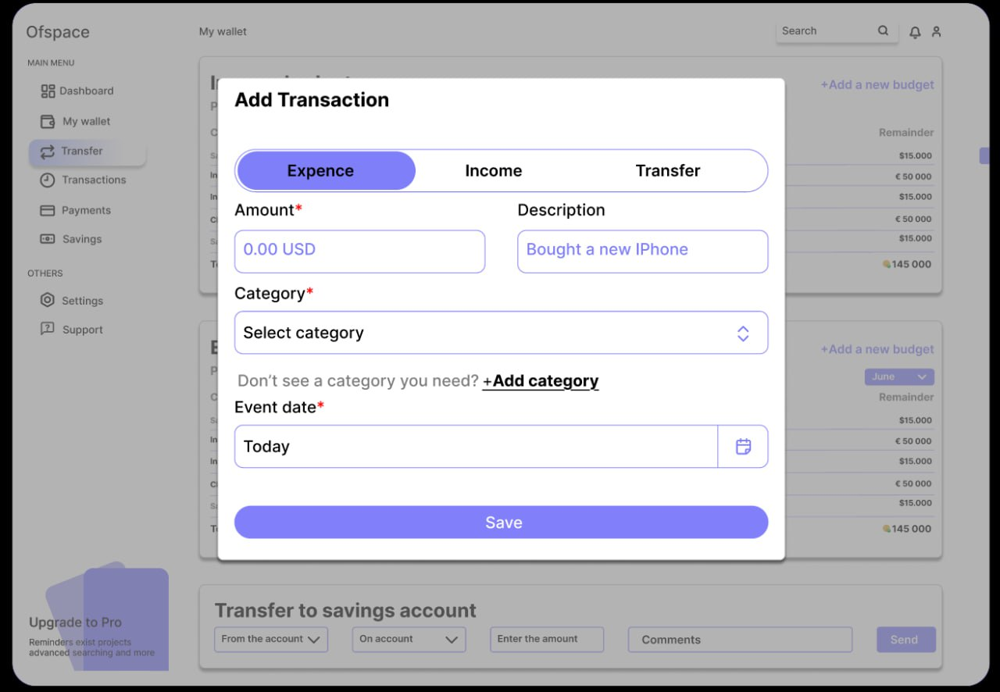 Ofspace
My wallet
Search
MAIN MENU
Dashboard
My wallet
Transfer
Transactions
Payments
Savings
OTHERS
Settings
Support
+Add a new budget
Remainder
$15.000
€ 50 000
$15.000
€ 50 000
$15.000
145 000
Add Transaction
Expence
Income
Transfer
Amount*
Description
0.00 USD
Bought a new IPhone
Category*
Select category
Don’t see a category you need? +Add category
Event date*
Today
Save
+Add a new budget
June
Remainder
$15.000
€ 50 000
$15.000
€ 50 000
$15.000
145 000
Upgrade to Pro
Reminders exist projects
advanced searching and more
Transfer to savings account
From the account
On account
Enter the amount
Comments
Send